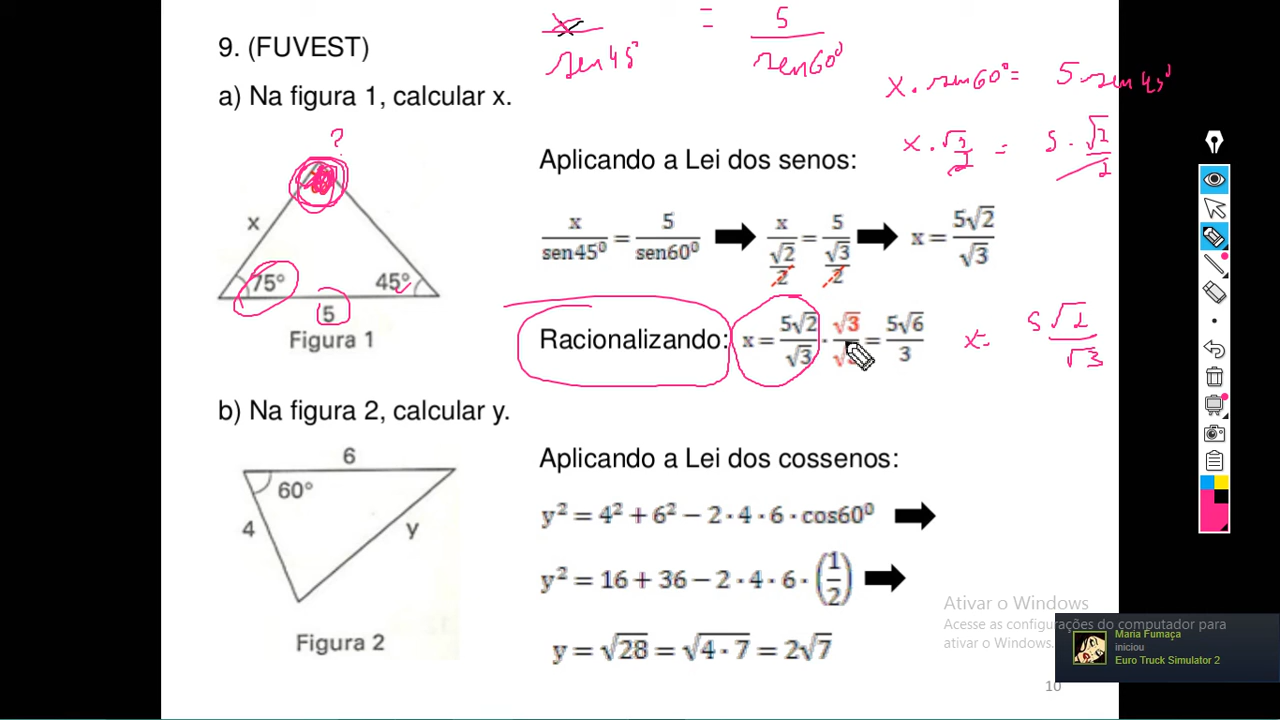 9. (FUVEST)
x/sen45° = 5/sen60°
a) Na figura 1, calcular x.
x . sen60° = 5.sen45°
x . √3/2 = 5 . √2/2
?
x
75°
45°
5
Figura 1
Aplicando a Lei dos senos:
x/sen45⁰ = 5/sen60⁰ ➡ x/(√2/2) = 5/(√3/2) ➡ x = 5√2/√3
Racionalizando: x = 5√2/√3 · √3/√3 = 5√6/3
x = 5√2/√3
b) Na figura 2, calcular y.
6
60°
4
y
Figura 2
Aplicando a Lei dos cossenos:
y² = 4² + 6² − 2 · 4 · 6 · cos60⁰ ➡
y² = 16 + 36 − 2 · 4 · 6 · (1/2) ➡
y = √28 = √4 · 7 = 2√7
Ativar o Windows
Acesse as configurações do computador para
ativar o Windows.
Maria Fumaça
iniciou
Euro Truck Simulator 2
10